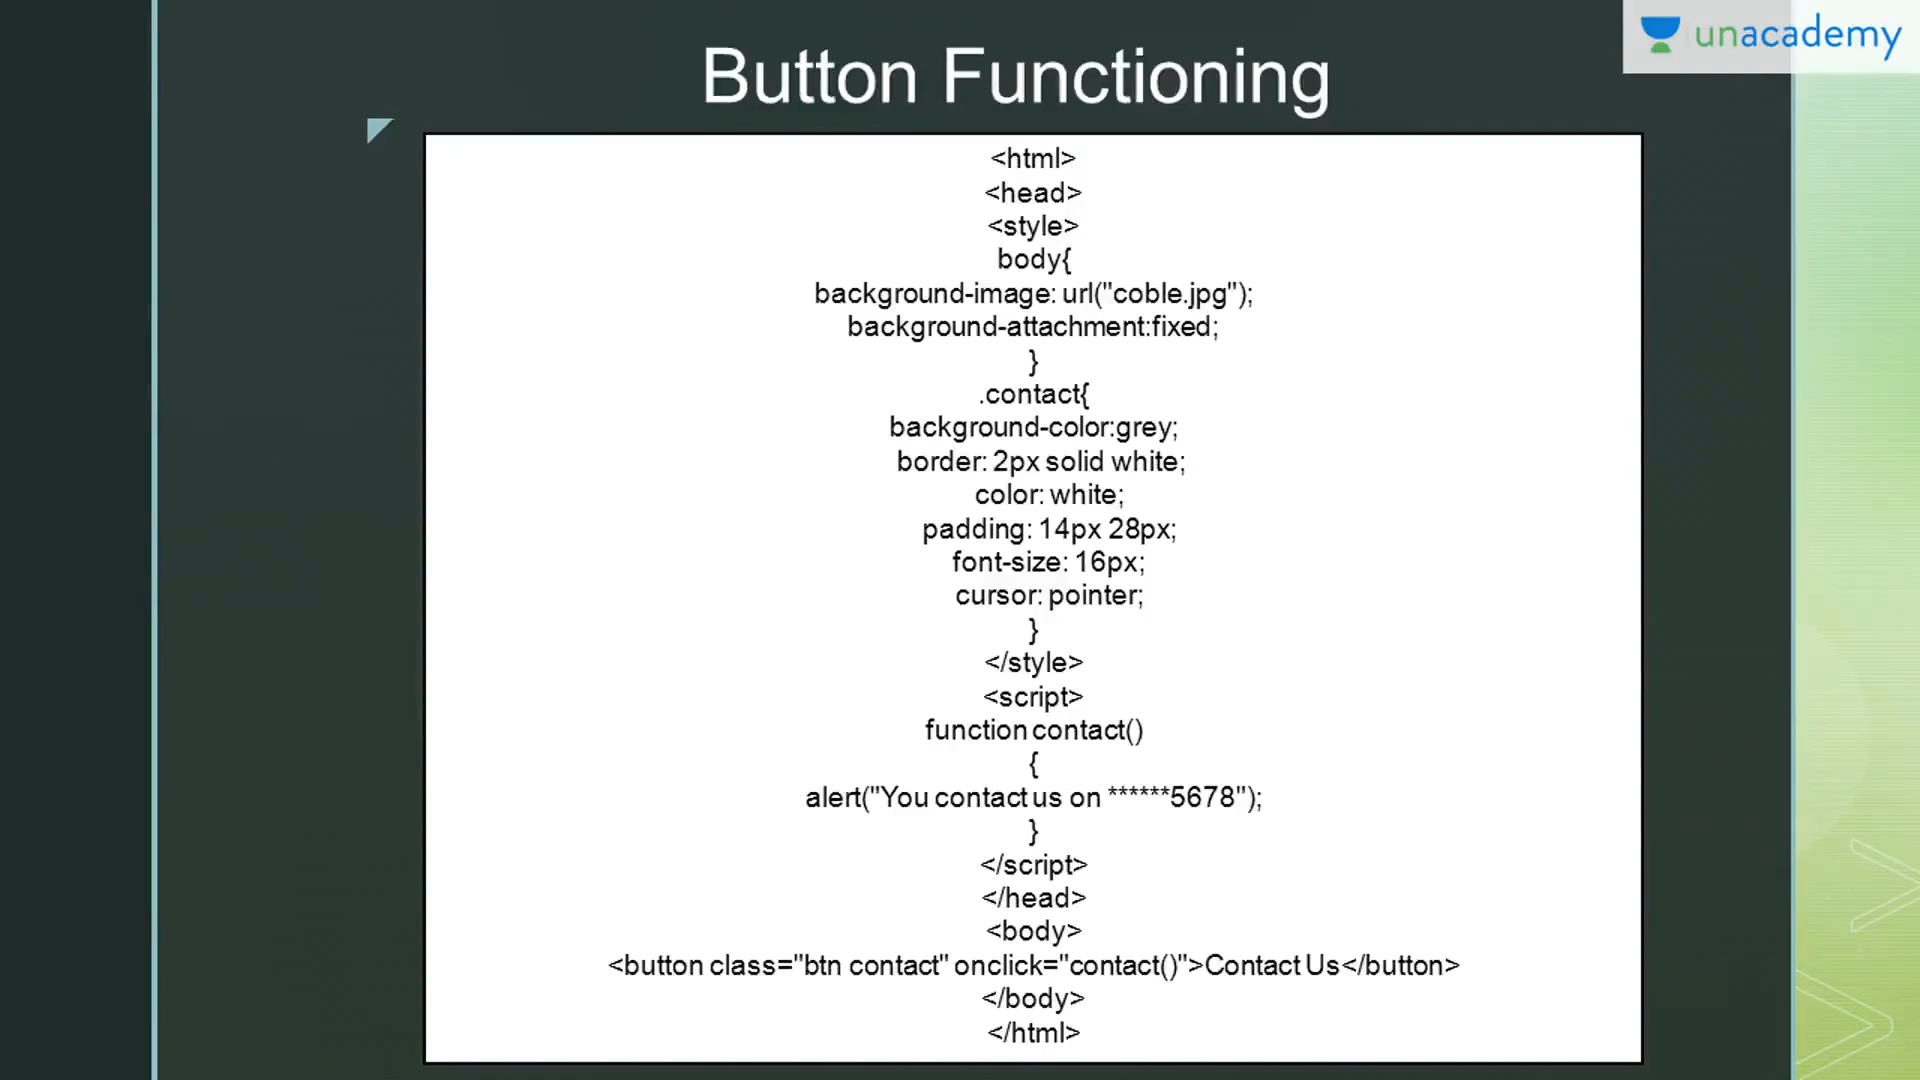 unacademy
Button Functioning
<html>
<head>
<style>
body{
background-image: url("coble.jpg");
background-attachment:fixed;
}
.contact{
background-color:grey;
border: 2px solid white;
color: white;
padding: 14px 28px;
font-size: 16px;
cursor: pointer;
}
</style>
<script>
function contact()
{
alert("You contact us on ******5678");
}
</script>
</head>
<body>
<button class="btn contact" onclick="contact()">Contact Us</button>
</body>
</html>